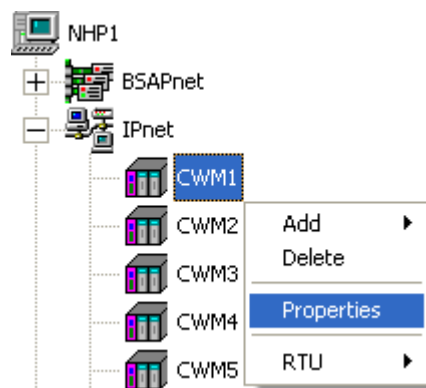 NHP1
BSAPnet
IPnet
CWM1
CWM2
CWM3
CWM4
CWM5
Add
Delete
Properties
RTU